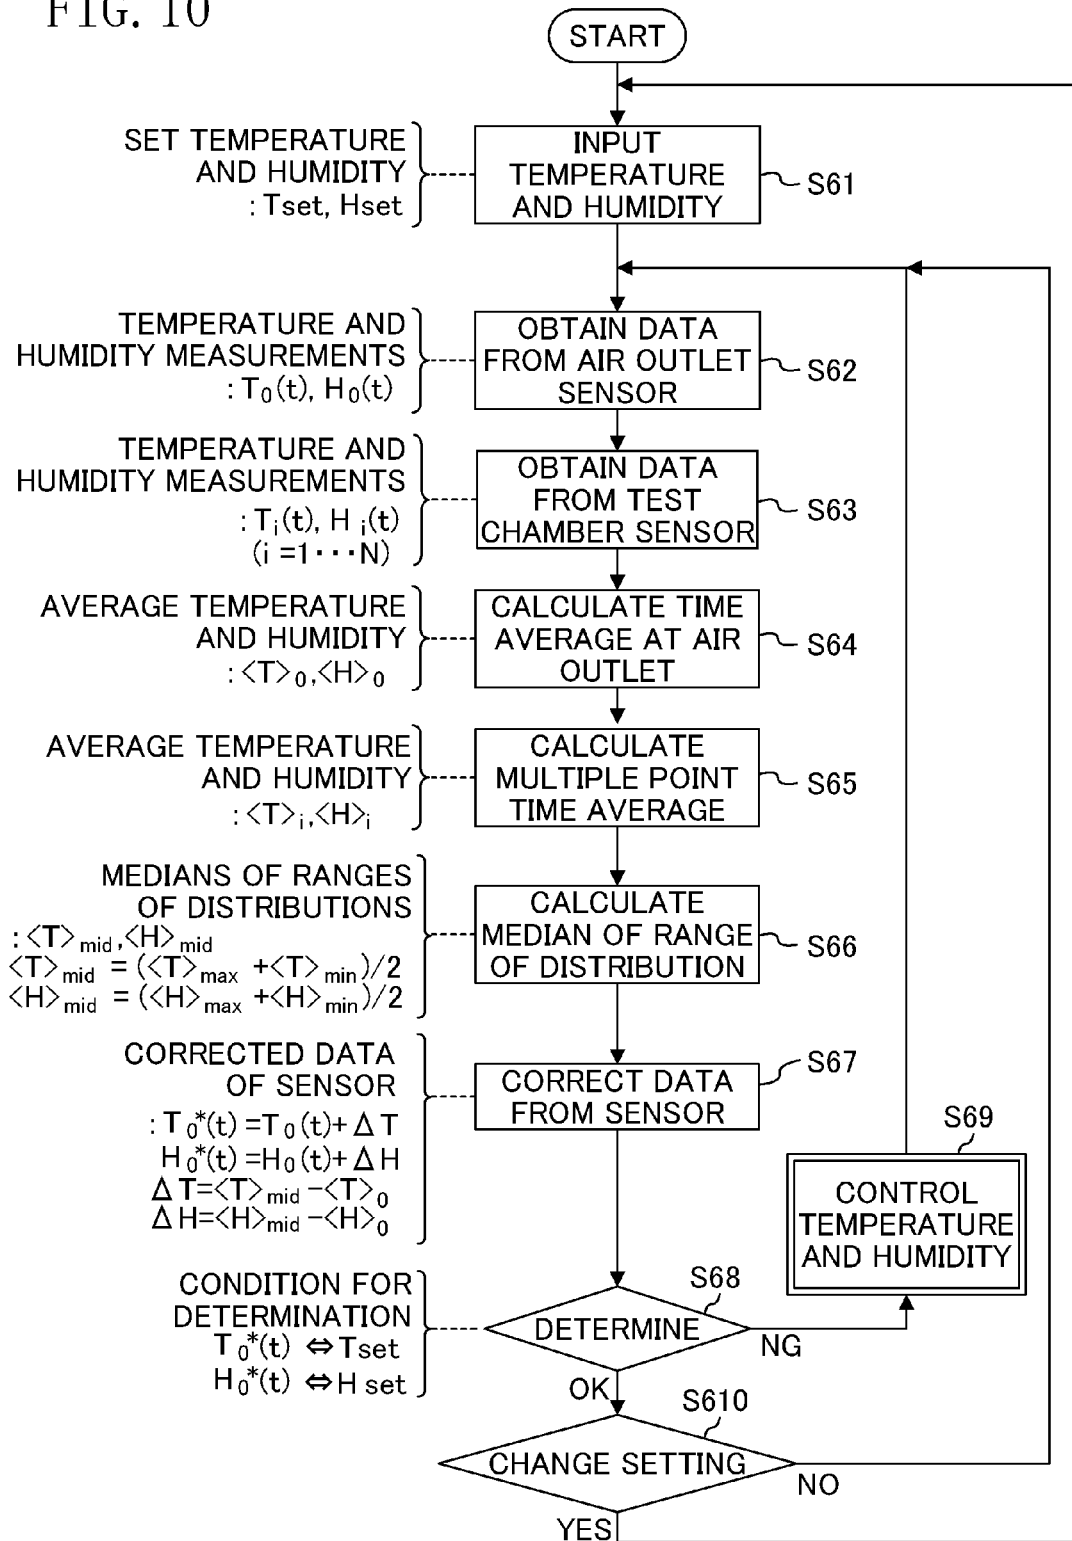 FIG. 10
START
SET TEMPERATURE
AND HUMIDITY
: Tset, Hset
INPUT
TEMPERATURE
AND HUMIDITY
S61
TEMPERATURE AND
HUMIDITY MEASUREMENTS
: T₀(t), H₀(t)
OBTAIN DATA
FROM AIR OUTLET
SENSOR
S62
TEMPERATURE AND
HUMIDITY MEASUREMENTS
: Tᵢ(t), Hᵢ(t)
(i =1···N)
OBTAIN DATA
FROM TEST
CHAMBER SENSOR
S63
AVERAGE TEMPERATURE
AND HUMIDITY
: <T>₀,<H>₀
CALCULATE TIME
AVERAGE AT AIR
OUTLET
S64
AVERAGE TEMPERATURE
AND HUMIDITY
: <T>ᵢ,<H>ᵢ
CALCULATE
MULTIPLE POINT
TIME AVERAGE
S65
MEDIANS OF RANGES
OF DISTRIBUTIONS
: <T>mid,<H>mid
<T>mid = (<T>max +<T>min)/2
<H>mid = (<H>max +<H>min)/2
CALCULATE
MEDIAN OF RANGE
OF DISTRIBUTION
S66
CORRECTED DATA
OF SENSOR
: T₀*(t) =T₀(t)+ΔT
H₀*(t) =H₀(t)+ΔH
ΔT=<T>mid −<T>₀
ΔH=<H>mid −<H>₀
CORRECT DATA
FROM SENSOR
S67
S69
CONTROL
TEMPERATURE
AND HUMIDITY
CONDITION FOR
DETERMINATION
T₀*(t) ⇔ Tset
H₀*(t) ⇔ H set
S68
DETERMINE
NG
OK
S610
CHANGE SETTING
NO
YES